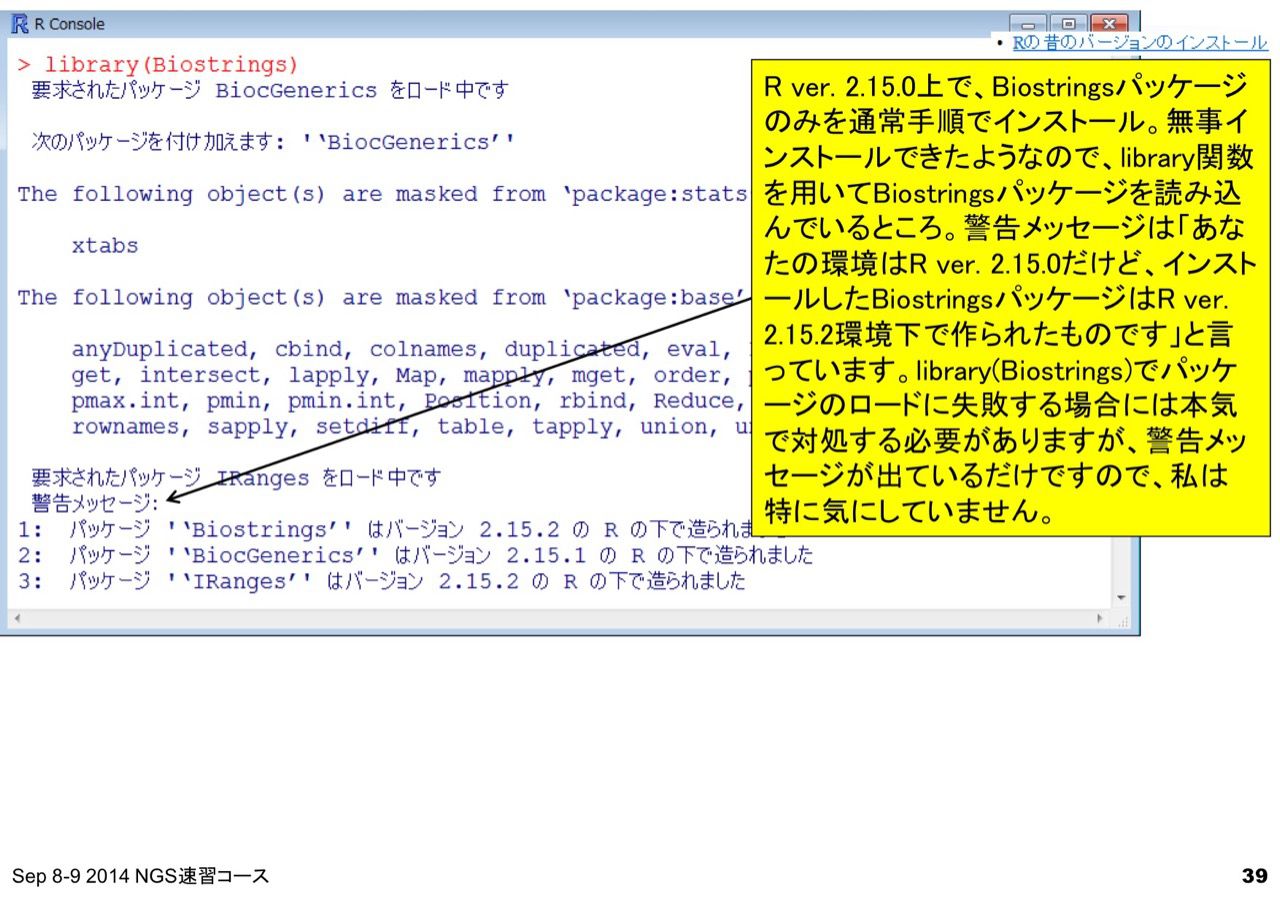 R Console
・ Rの昔のバージョンのインストール
> library(Biostrings)
要求されたパッケージ BiocGenerics をロード中です
次のパッケージを付け加えます: ‘‘BiocGenerics’’
The following object(s) are masked from ‘package:stats
xtabs
The following object(s) are masked from ‘package:base’
anyDuplicated, cbind, colnames, duplicated, eval,
get, intersect, lapply, Map, mapply, mget, order,
pmax.int, pmin, pmin.int, Position, rbind, Reduce,
rownames, sapply, setdiff, table, tapply, union,
要求されたパッケージ IRanges をロード中です
警告メッセージ:
1: パッケージ ‘‘Biostrings’’ はバージョン 2.15.2 の R の下で造られま
2: パッケージ ‘‘BiocGenerics’’ はバージョン 2.15.1 の R の下で造られました
3: パッケージ ‘‘IRanges’’ はバージョン 2.15.2 の R の下で造られました
R ver. 2.15.0上で、Biostringsパッケージ
のみを通常手順でインストール。無事イ
ンストールできたようなので、library関数
を用いてBiostringsパッケージを読み込
んでいるところ。警告メッセージは「あな
たの環境はR ver. 2.15.0だけど、インスト
ールしたBiostringsパッケージはR ver.
2.15.2環境下で作られたものです」と言
っています。library(Biostrings)でパッケ
ージのロードに失敗する場合には本気
で対処する必要がありますが、警告メッ
セージが出ているだけですので、私は
特に気にしていません。
Sep 8-9 2014 NGS速習コース
39